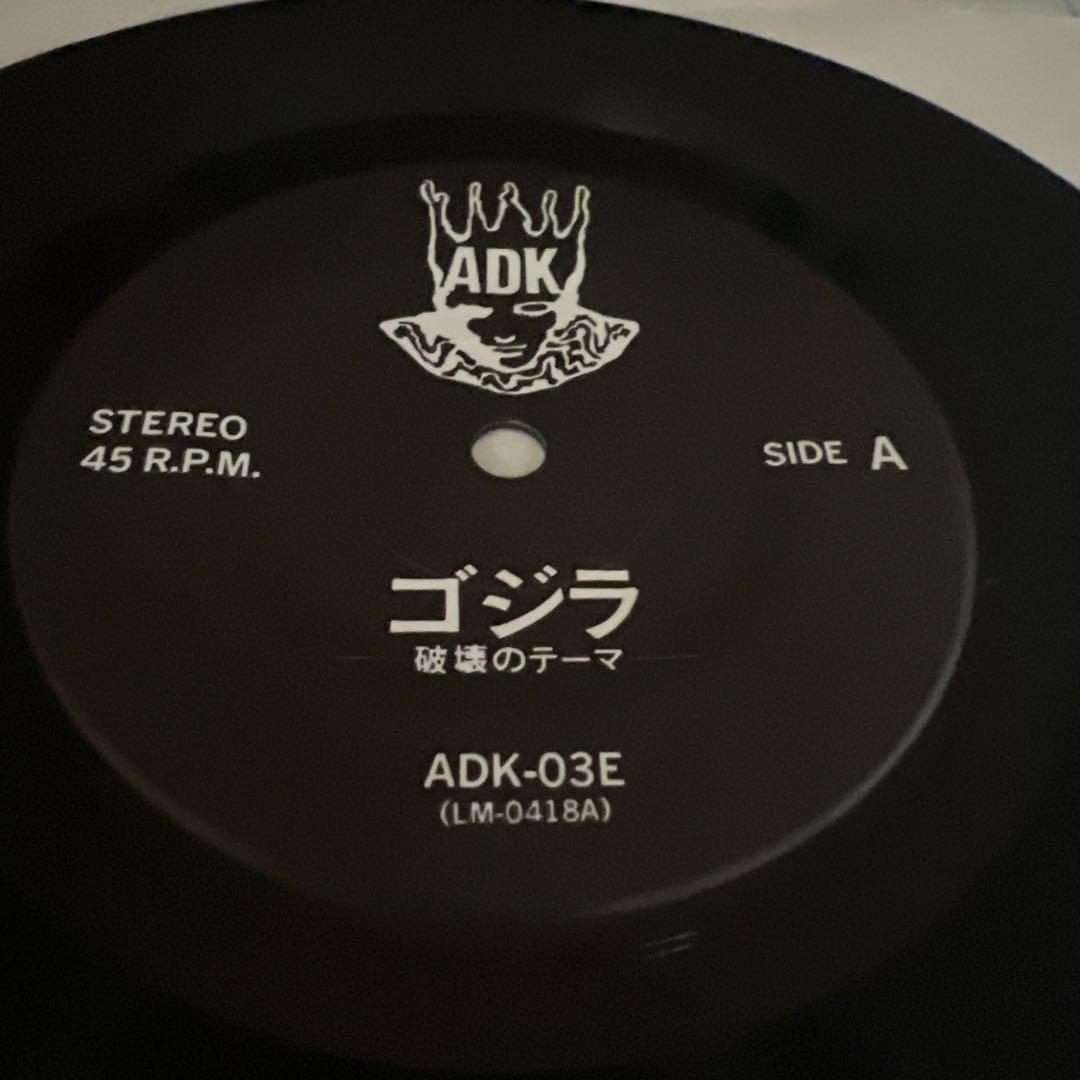 ADK
STEREO
45 R.P.M.
SIDE A
ゴジラ
破壊のテーマ
ADK-03E
(LM-0418A)